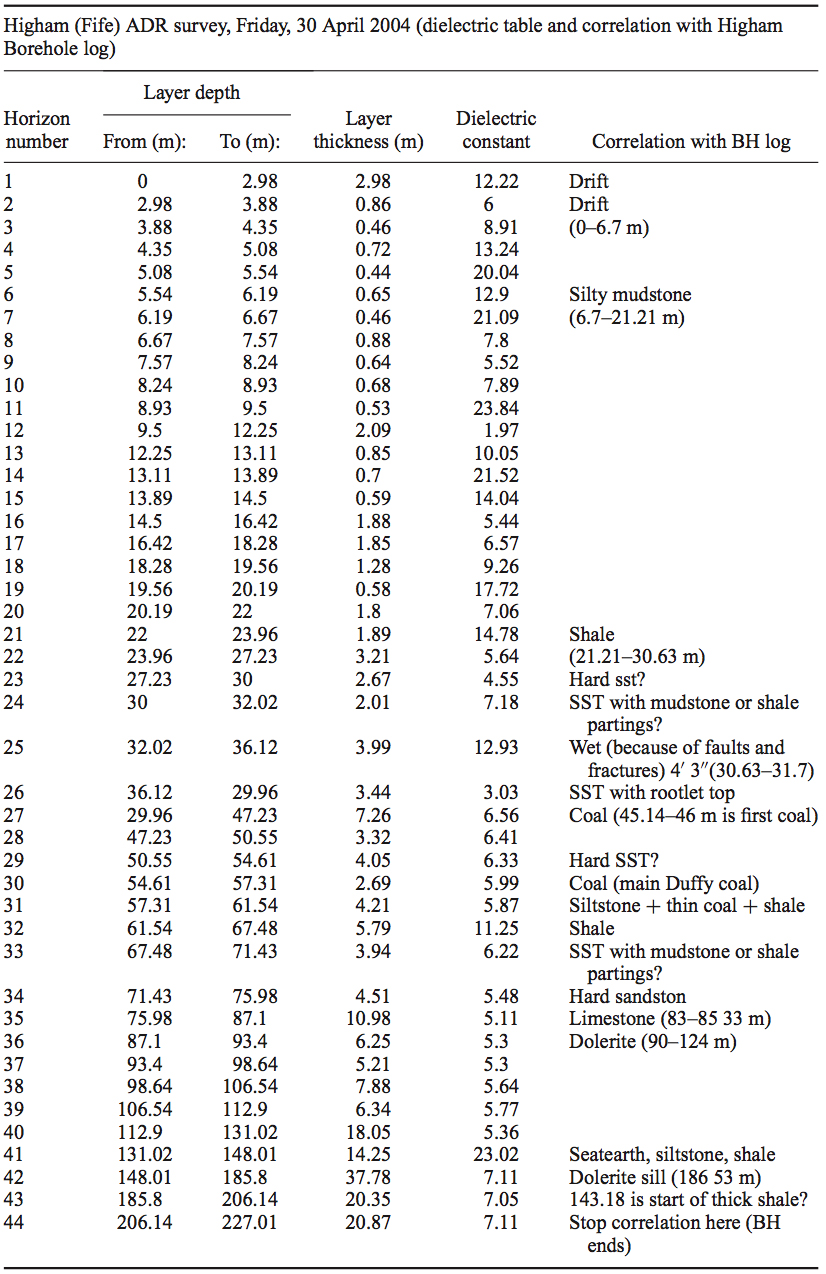 Higham (Fife) ADR survey, Friday, 30 April 2004 (dielectric table and correlation with Higham
Borehole log)
Layer depth
Horizon Layer Dielectric
number From (m): To (m): thickness (m) constant Correlation with BH log
1 0 2.98 2.98 12.22 Drift
2 2.98 3.88 0.86 6 Drift
3 3.88 4.35 0.46 8.91 (0–6.7 m)
4 4.35 5.08 0.72 13.24
5 5.08 5.54 0.44 20.04
6 5.54 6.19 0.65 12.9 Silty mudstone
7 6.19 6.67 0.46 21.09 (6.7–21.21 m)
8 6.67 7.57 0.88 7.8
9 7.57 8.24 0.64 5.52
10 8.24 8.93 0.68 7.89
11 8.93 9.5 0.53 23.84
12 9.5 12.25 2.09 1.97
13 12.25 13.11 0.85 10.05
14 13.11 13.89 0.7 21.52
15 13.89 14.5 0.59 14.04
16 14.5 16.42 1.88 5.44
17 16.42 18.28 1.85 6.57
18 18.28 19.56 1.28 9.26
19 19.56 20.19 0.58 17.72
20 20.19 22 1.8 7.06
21 22 23.96 1.89 14.78 Shale
22 23.96 27.23 3.21 5.64 (21.21–30.63 m)
23 27.23 30 2.67 4.55 Hard sst?
24 30 32.02 2.01 7.18 SST with mudstone or shale
partings?
25 32.02 36.12 3.99 12.93 Wet (because of faults and
fractures) 4′ 3″(30.63–31.7)
26 36.12 29.96 3.44 3.03 SST with rootlet top
27 29.96 47.23 7.26 6.56 Coal (45.14–46 m is first coal)
28 47.23 50.55 3.32 6.41
29 50.55 54.61 4.05 6.33 Hard SST?
30 54.61 57.31 2.69 5.99 Coal (main Duffy coal)
31 57.31 61.54 4.21 5.87 Siltstone + thin coal + shale
32 61.54 67.48 5.79 11.25 Shale
33 67.48 71.43 3.94 6.22 SST with mudstone or shale
partings?
34 71.43 75.98 4.51 5.48 Hard sandston
35 75.98 87.1 10.98 5.11 Limestone (83–85 33 m)
36 87.1 93.4 6.25 5.3 Dolerite (90–124 m)
37 93.4 98.64 5.21 5.3
38 98.64 106.54 7.88 5.64
39 106.54 112.9 6.34 5.77
40 112.9 131.02 18.05 5.36
41 131.02 148.01 14.25 23.02 Seatearth, siltstone, shale
42 148.01 185.8 37.78 7.11 Dolerite sill (186 53 m)
43 185.8 206.14 20.35 7.05 143.18 is start of thick shale?
44 206.14 227.01 20.87 7.11 Stop correlation here (BH
ends)